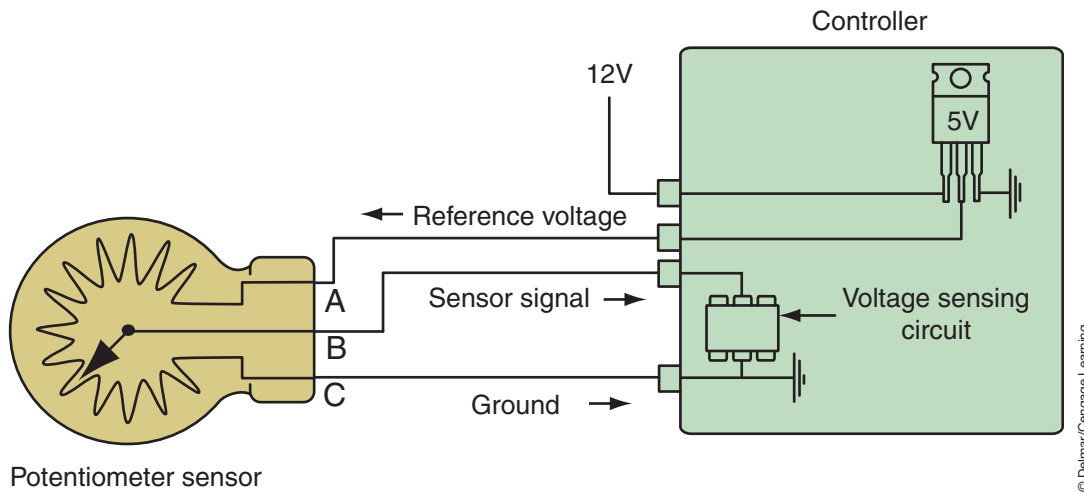 Controller
12V
5V
Reference voltage
A
Sensor signal
Voltage sensing
circuit
B
C
Ground
Potentiometer sensor
© Delmar/Cengage Learning